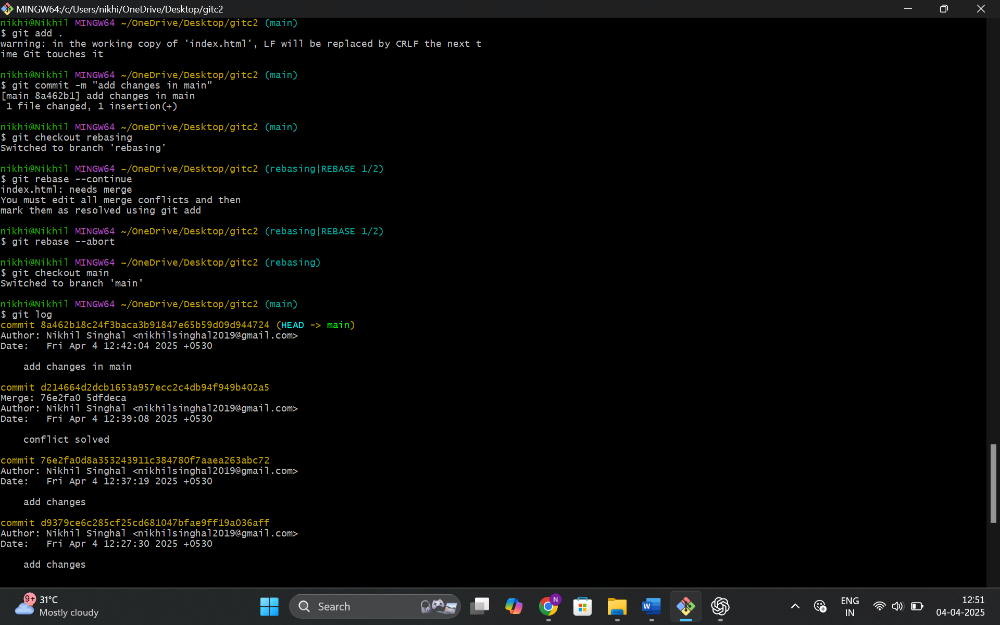 MINGW64:/c/Users/nikhi/OneDrive/Desktop/gitc2
nikhi@Nikhil MINGW64 ~/OneDrive/Desktop/gitc2 (main)
$ git add .
warning: in the working copy of 'index.html', LF will be replaced by CRLF the next t
ime Git touches it
nikhi@Nikhil MINGW64 ~/OneDrive/Desktop/gitc2 (main)
$ git commit -m "add changes in main"
[main 8a462b1] add changes in main
 1 file changed, 1 insertion(+)
nikhi@Nikhil MINGW64 ~/OneDrive/Desktop/gitc2 (main)
$ git checkout rebasing
Switched to branch 'rebasing'
nikhi@Nikhil MINGW64 ~/OneDrive/Desktop/gitc2 (rebasing|REBASE 1/2)
$ git rebase --continue
index.html: needs merge
You must edit all merge conflicts and then
mark them as resolved using git add
nikhi@Nikhil MINGW64 ~/OneDrive/Desktop/gitc2 (rebasing|REBASE 1/2)
$ git rebase --abort
nikhi@Nikhil MINGW64 ~/OneDrive/Desktop/gitc2 (rebasing)
$ git checkout main
Switched to branch 'main'
nikhi@Nikhil MINGW64 ~/OneDrive/Desktop/gitc2 (main)
$ git log
commit 8a462b18c24f3baca3b91847e65b59d09d944724 (HEAD -> main)
Author: Nikhil Singhal <nikhilsinghal2019@gmail.com>
Date:   Fri Apr 4 12:42:04 2025 +0530
    add changes in main
commit d214664d2dcb1653a957ecc2c4db94f949b402a5
Merge: 76e2fa0 5dfdeca
Author: Nikhil Singhal <nikhilsinghal2019@gmail.com>
Date:   Fri Apr 4 12:39:08 2025 +0530
    conflict solved
commit 76e2fa0d8a353243911c384780f7aaea263abc72
Author: Nikhil Singhal <nikhilsinghal2019@gmail.com>
Date:   Fri Apr 4 12:37:19 2025 +0530
    add changes
commit d9379ce6c285cf25cd681047bfae9ff19a036aff
Author: Nikhil Singhal <nikhilsinghal2019@gmail.com>
Date:   Fri Apr 4 12:27:30 2025 +0530
    add changes
9+
31°C
Mostly cloudy
Search
N
W
ENG
IN
12:51
04-04-2025